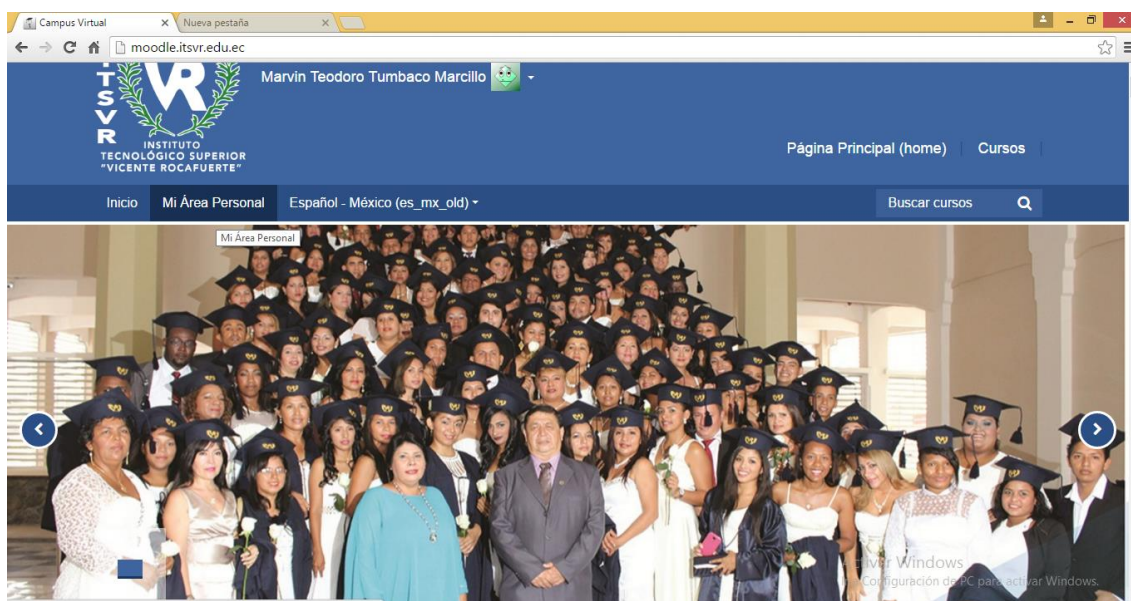 Campus Virtual
Nueva pestaña
moodle.itsvr.edu.ec
ITSVR
VR
INSTITUTO
TECNOLÓGICO SUPERIOR
"VICENTE ROCAFUERTE"
Marvin Teodoro Tumbaco Marcillo
Página Principal (home)
Cursos
Inicio
Mi Área Personal
Español - México (es_mx_old)
Buscar cursos
Mi Área Personal
Activar Windows
Configuración de PC para activar Windows.